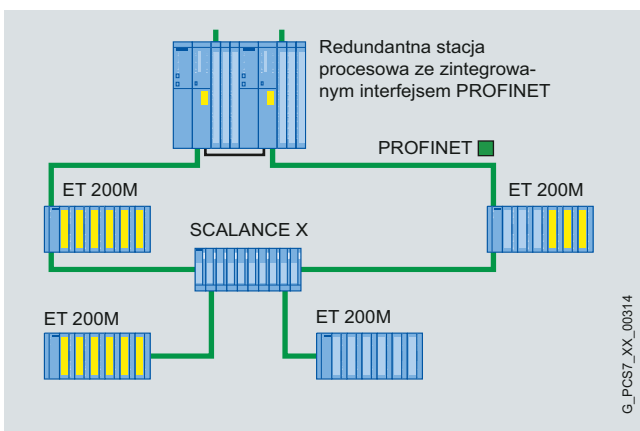 Redundantna stacja
procesowa ze zintegrowa-
nym interfejsem PROFINET
PROFINET
ET 200M
ET 200M
SCALANCE X
ET 200M
ET 200M
G_PCS7_XX_00314